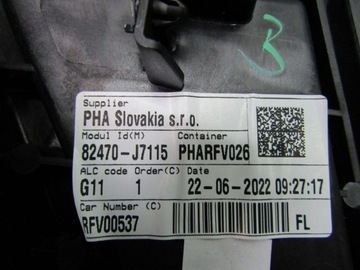 B
Supplier
PHA Slovakia s.r.o.
Modul Id(M) Container
82470-J7115 PHARFV026
ALC code Order(C) Date
G11 1 22-06-2022 09:27:17
Car Number (C)
RFV00537 FL